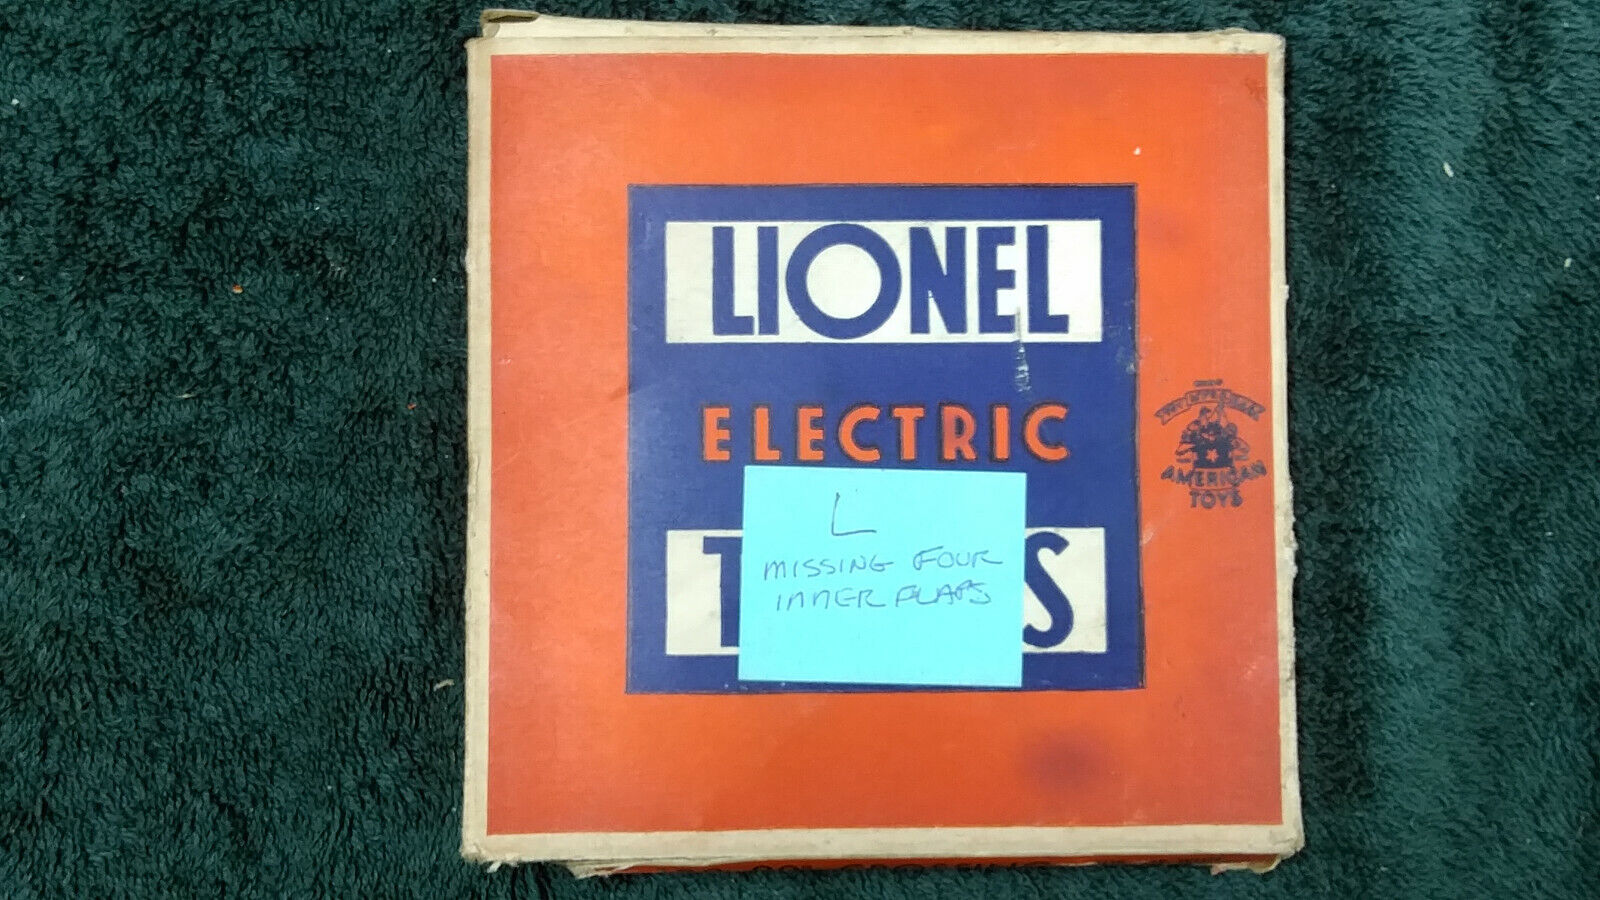 LIONEL
ELECTRIC
T S
L
MISSING FOUR
INNER FLAPS
AMERICAN
TOYS